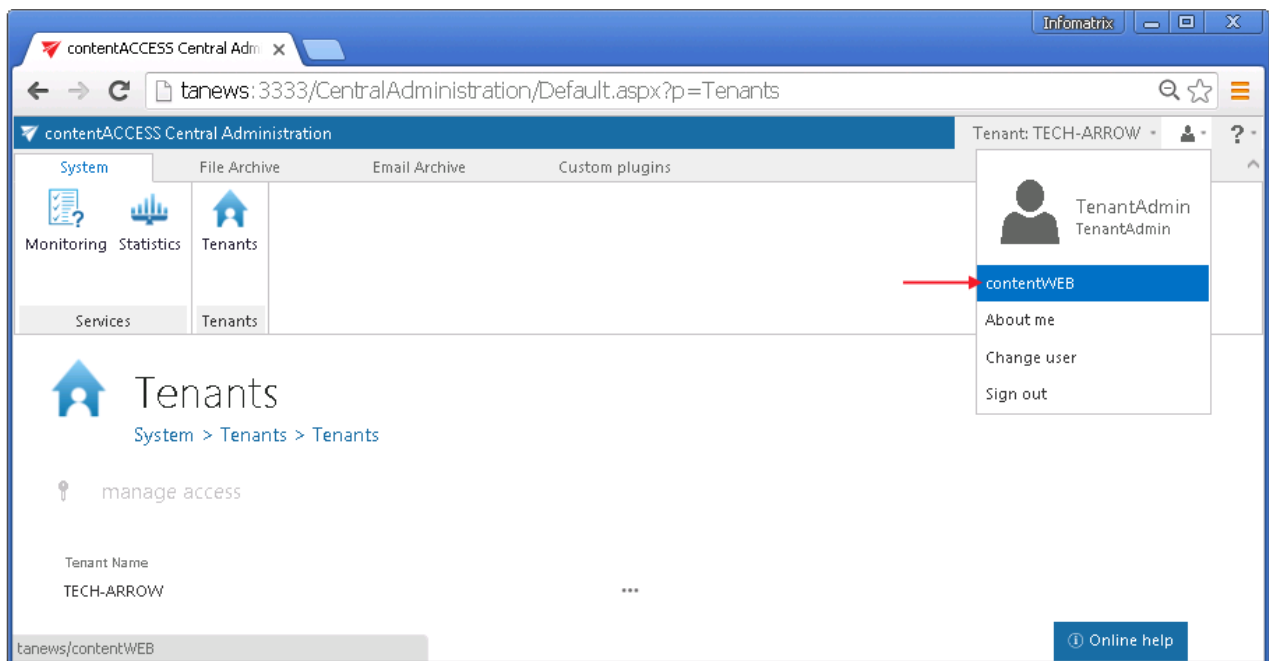 Infomatrix
contentACCESS Central Adm
tanews:3333/CentralAdministration/Default.aspx?p=Tenants
contentACCESS Central Administration
Tenant: TECH-ARROW
?
System File Archive Email Archive Custom plugins
TenantAdmin
TenantAdmin
Monitoring Statistics Tenants
contentWEB
About me
Services Tenants
Change user
Sign out
Tenants
System > Tenants > Tenants
manage access
Tenant Name
TECH-ARROW ...
Online help
tanews/contentWEB